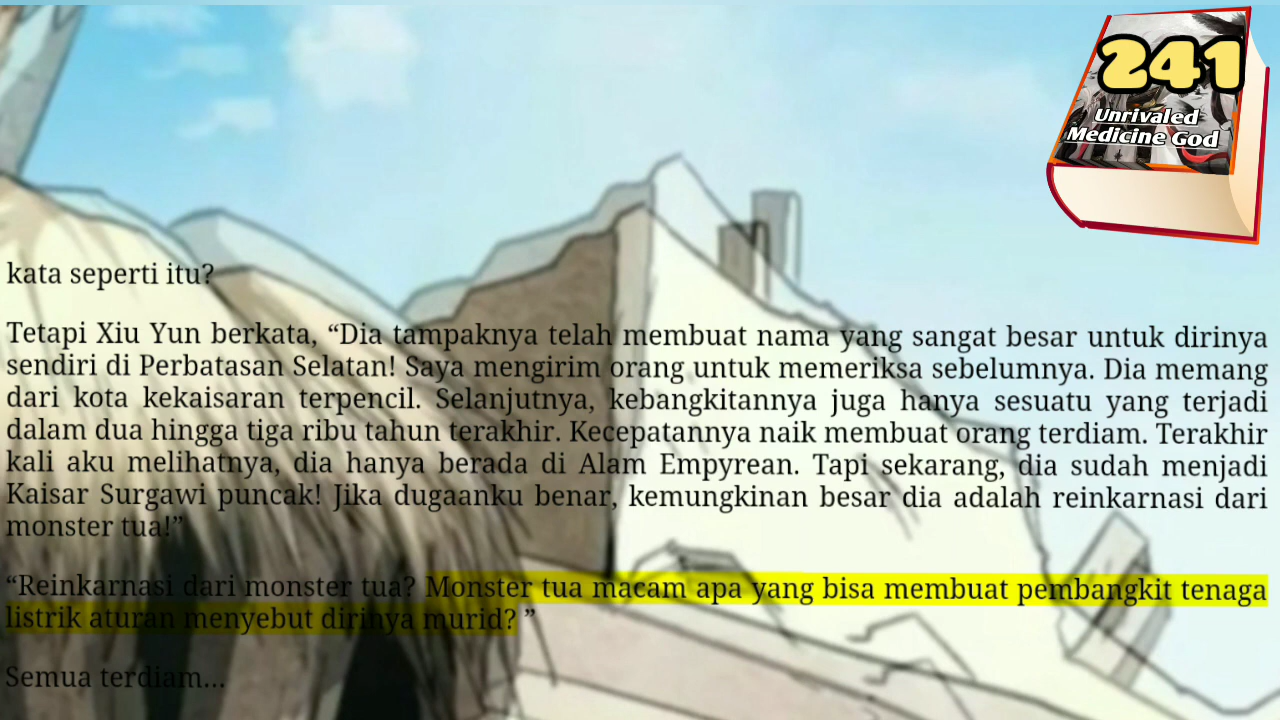 241
Unrivaled
Medicine God
kata seperti itu?
Tetapi Xiu Yun berkata, “Dia tampaknya telah membuat nama yang sangat besar untuk dirinya
sendiri di Perbatasan Selatan! Saya mengirim orang untuk memeriksa sebelumnya. Dia memang
dari kota kekaisaran terpencil. Selanjutnya, kebangkitannya juga hanya sesuatu yang terjadi
dalam dua hingga tiga ribu tahun terakhir. Kecepatannya naik membuat orang terdiam. Terakhir
kali aku melihatnya, dia hanya berada di Alam Empyrean. Tapi sekarang, dia sudah menjadi
Kaisar Surgawi puncak! Jika dugaanku benar, kemungkinan besar dia adalah reinkarnasi dari
monster tua!”
“Reinkarnasi dari monster tua? Monster tua macam apa yang bisa membuat pembangkit tenaga
listrik aturan menyebut dirinya murid? ”
Semua terdiam...